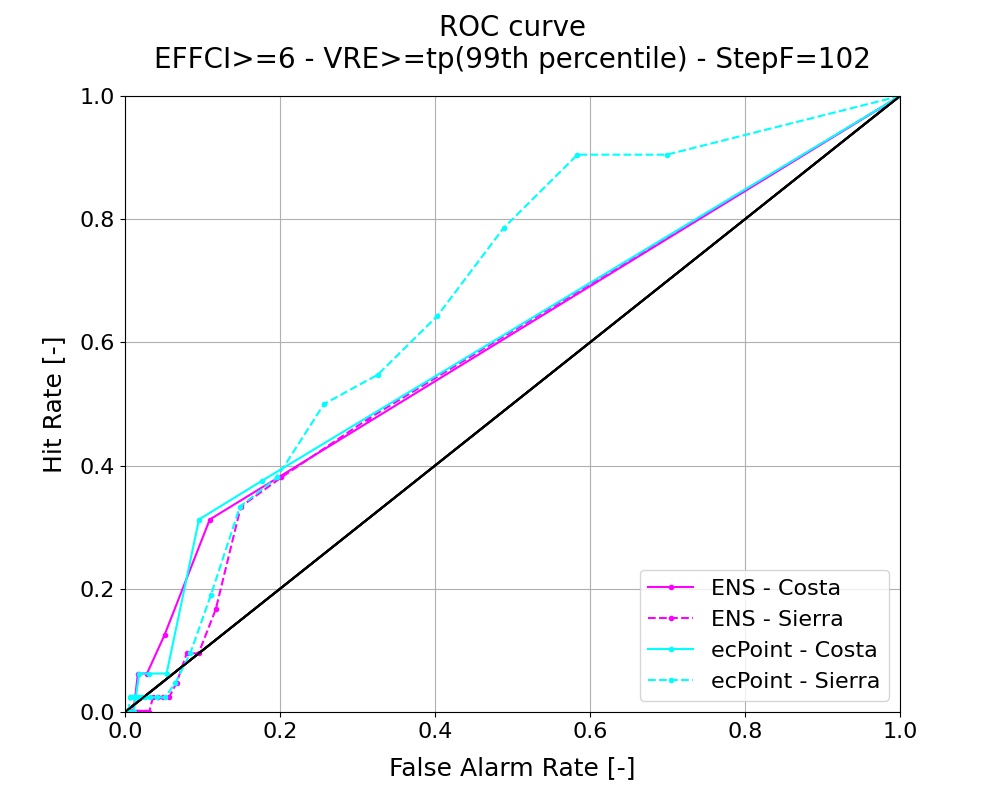 ROC curve
EFFCI>=6 - VRE>=tp(99th percentile) - StepF=102
1.0
0.8
0.6
0.4
0.2
0.0
Hit Rate [-]
0.0 0.2 0.4 0.6 0.8 1.0
False Alarm Rate [-]
ENS - Costa
ENS - Sierra
ecPoint - Costa
ecPoint - Sierra